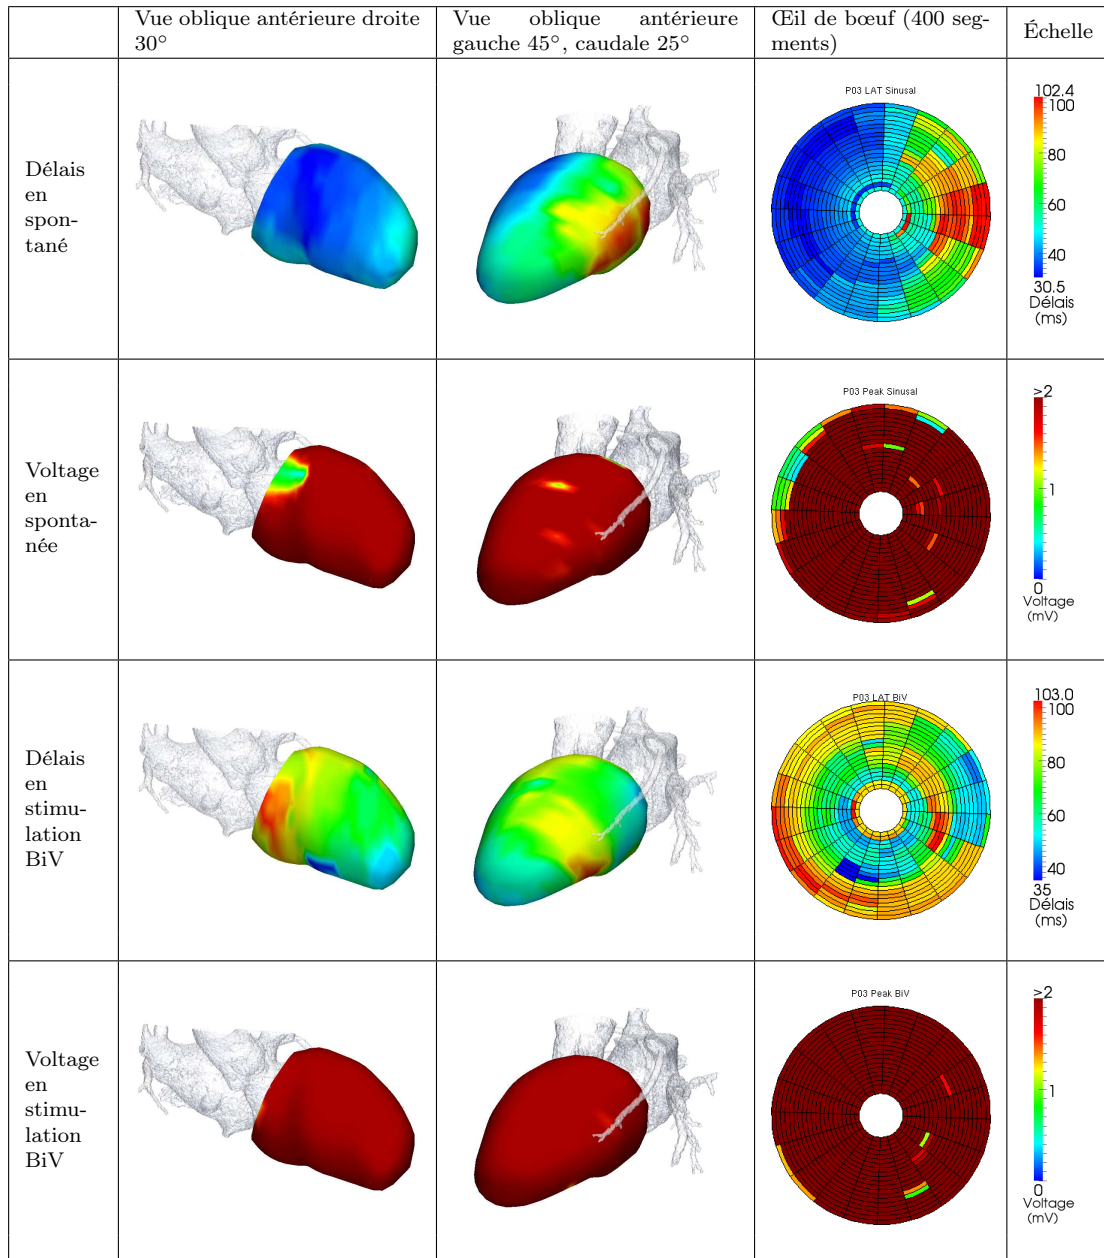 Vue oblique antérieure droite
30°
Vue oblique antérieure
gauche 45°, caudale 25°
Œil de bœuf (400 seg-
ments)
Échelle
Délais
en
spon-
tané
P03 LAT Sinusal
102.4
100
80
60
40
30.5
Délais
(ms)
Voltage
en
sponta-
née
P03 Peak Sinusal
>2
1
0
Voltage
(mV)
Délais
en
stimu-
lation
BiV
P03 LAT BiV
103.0
100
80
60
40
35
Délais
(ms)
Voltage
en
stimu-
lation
BiV
P03 Peak BiV
>2
1
0
Voltage
(mV)